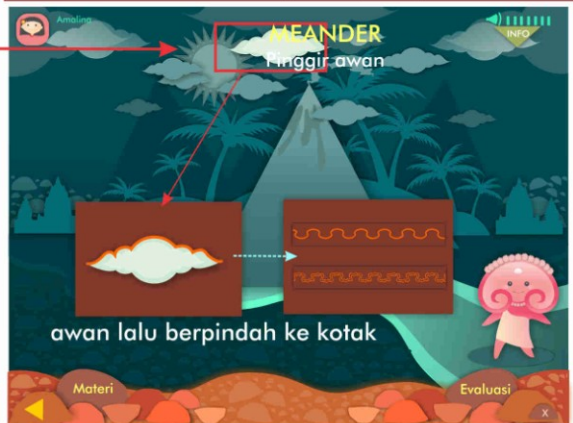 Amalina
MEANDER
INFO
Pinggir awan
awan lalu berpindah ke kotak
Materi
Evaluasi
X